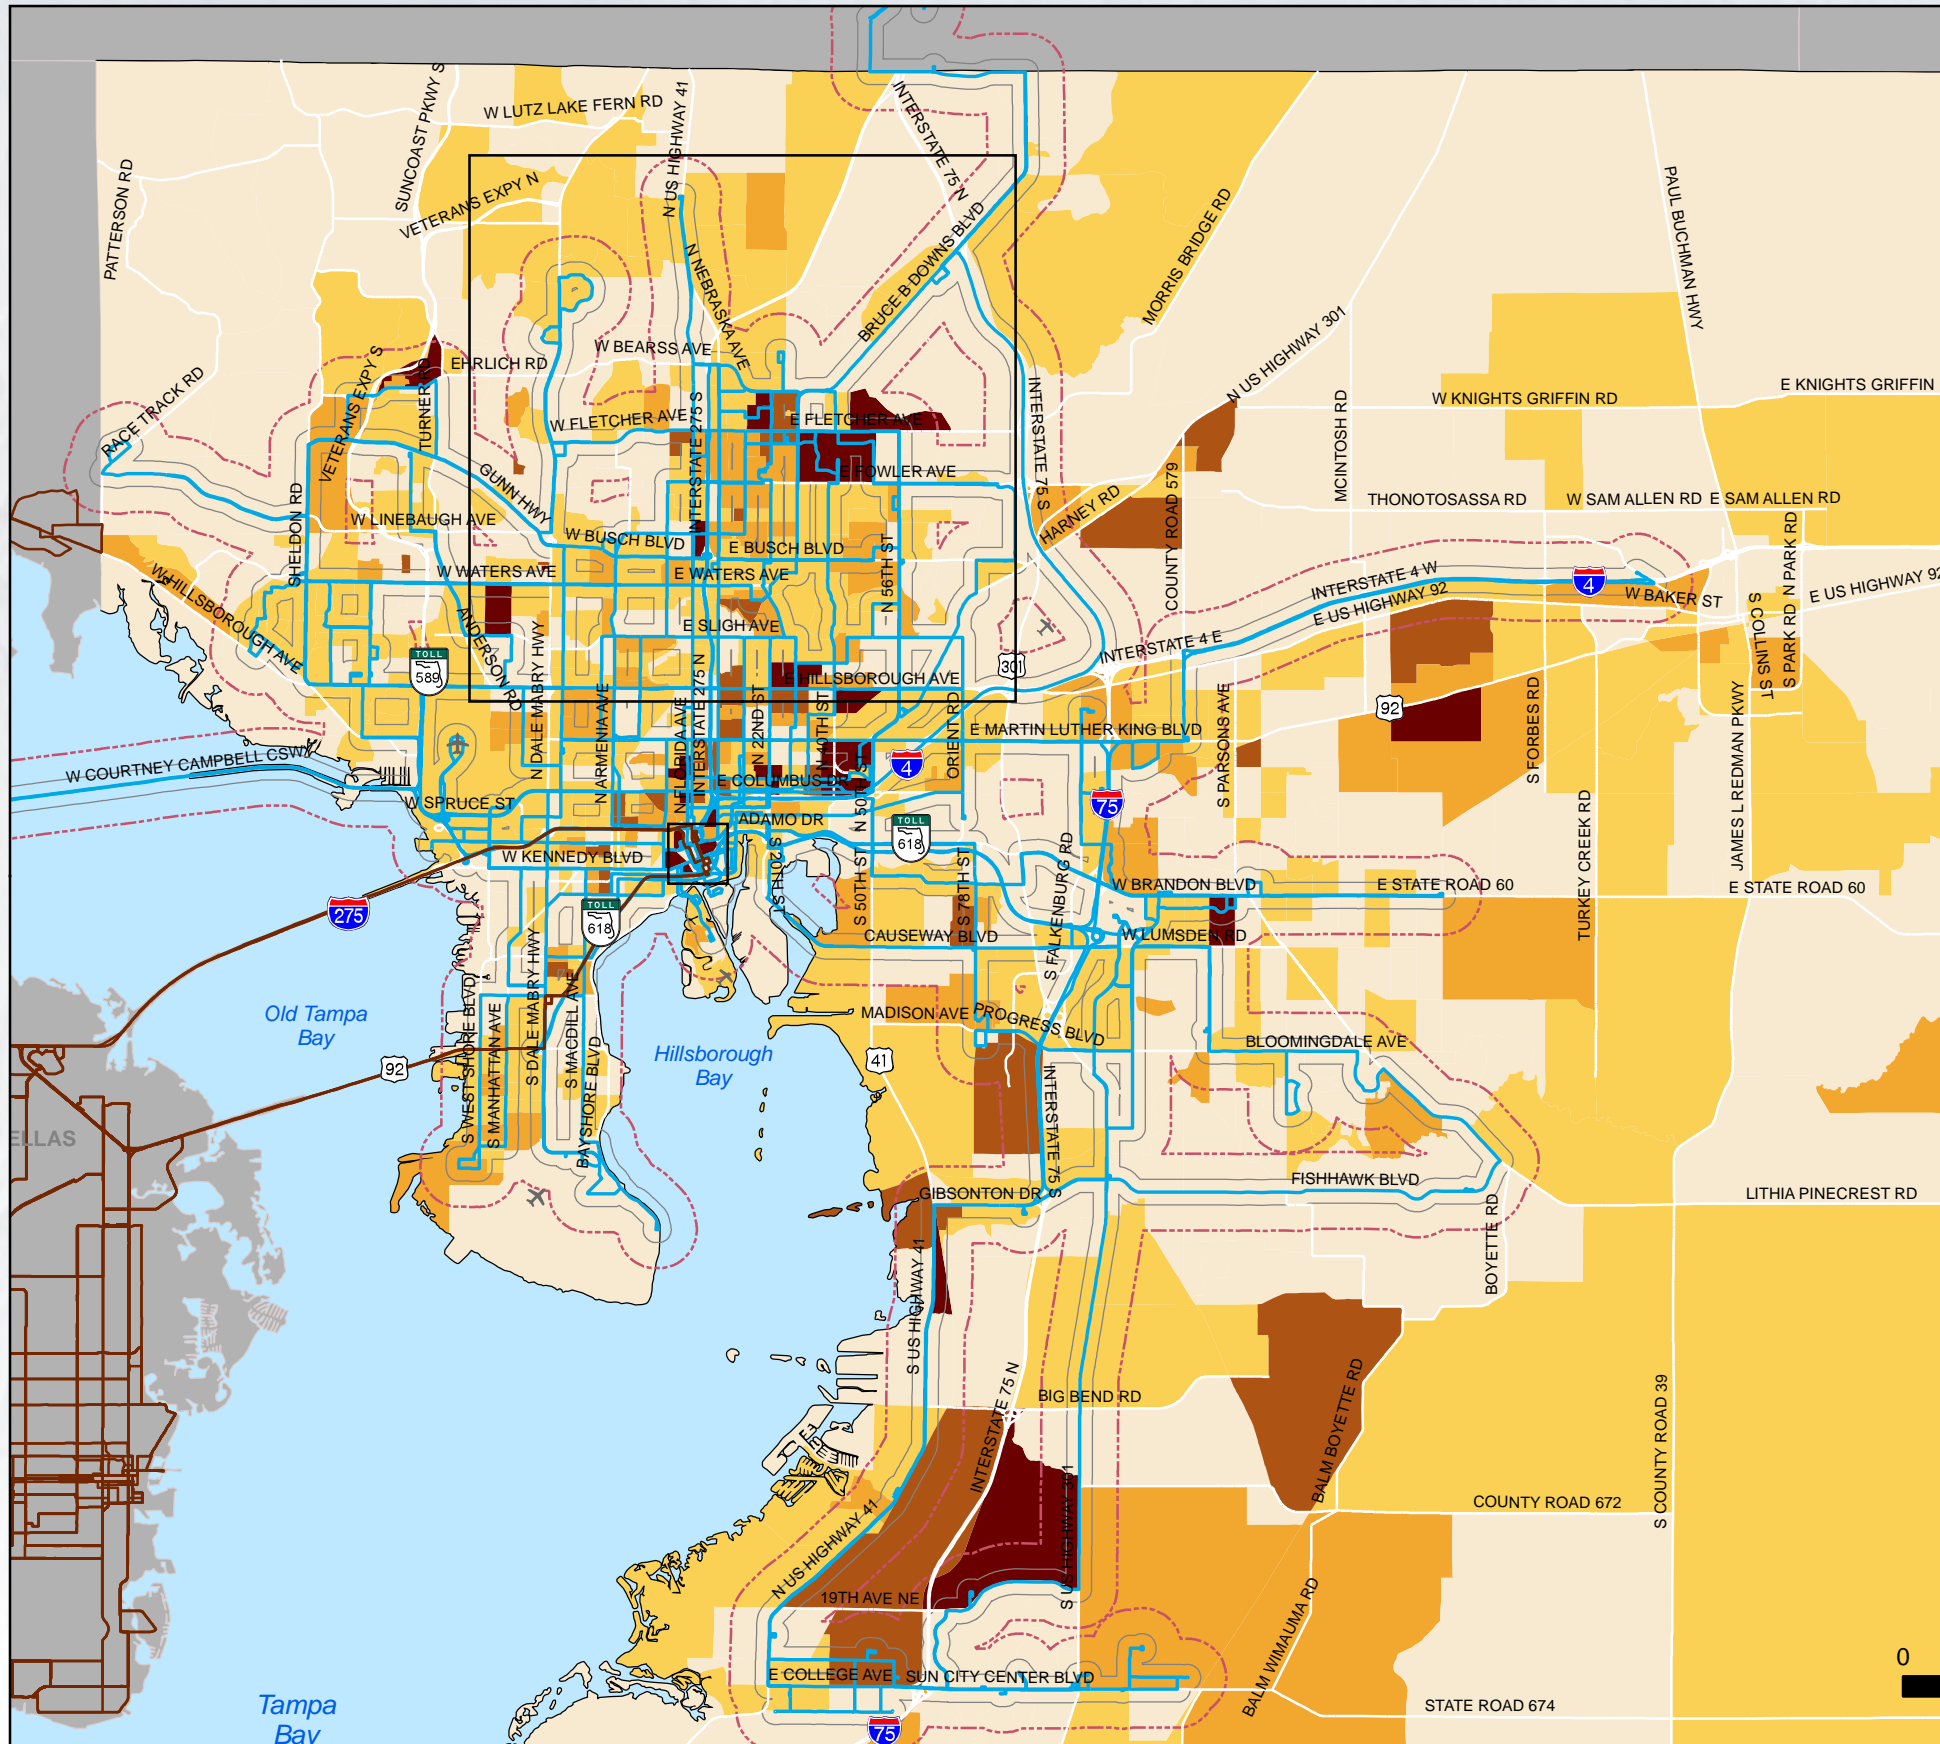 W LUTZ LAKE FERN RD
SUNCOAST PKWY S
N US HIGHWAY 41
INTERSTATE 75 N
PATTERSON RD
VETERANS EXPY N
PAUL BUCHMAN HWY
MORRIS BRIDGE RD
BRUCE B DOWNS BLVD
N NEBRASKA AVE
W BEARSS AVE
EHRLICH RD
VETERANS EXPY S
TURNER RD
RACE TRACK RD
N US HIGHWAY 301
E KNIGHTS GRIFFIN
W KNIGHTS GRIFFIN RD
MCINTOSH RD
INTERSTATE 75 S
W FLETCHER AVE
E FLETCHER AVE
INTERSTATE 275 S
E FOWLER AVE
GUNN HWY
COUNTY ROAD 579
HARNEY RD
THONOTOSASSA RD
W SAM ALLEN RD
E SAM ALLEN RD
N PARK RD
SHELDON RD
W LINEBAUGH AVE
W BUSCH BLVD
E BUSCH BLVD
W WATERS AVE
E WATERS AVE
N 56TH ST
W HILLSBOROUGH AVE
INTERSTATE 4 W
4
E US HIGHWAY 92
W BAKER ST
E US HIGHWAY 92
S COLLINS ST
S PARK RD
ANDERSON RD
E SLIGH AVE
INTERSTATE 4 E
TOLL
589
301
E HILLSBOROUGH AVE
N DALE MABRY HWY
N ARMENIA AVE
N FLORIDA AVE
INTERSTATE 275 N
N 22ND ST
N 40TH ST
ORIENT RD
E MARTIN LUTHER KING BLVD
S PARSONS AVE
92
S FORBES RD
JAMES L REDMAN PKWY
W COURTNEY CAMPBELL CSWY
E COLUMBUS DR
4
75
W SPRUCE ST
N 50TH ST
ADAMO DR
TOLL
618
TURKEY CREEK RD
W KENNEDY BLVD
S 20TH ST
S 50TH ST
S 78TH ST
S FALKENBURG RD
W BRANDON BLVD
E STATE ROAD 60
E STATE ROAD 60
275
TOLL
618
CAUSEWAY BLVD
W LUMSDEN RD
S WEST SHORE BLVD
S MANHATTAN AVE
S DALE MABRY HWY
S MACDILL AVE
BAYSHORE BLVD
Old Tampa
Bay
Hillsborough
Bay
MADISON AVE
PROGRESS BLVD
BLOOMINGDALE AVE
92
41
INTERSTATE 75 S
ELLAS
FISHHAWK BLVD
GIBSONTON DR
LITHIA PINECREST RD
BOYETTE RD
S US HIGHWAY 41
INTERSTATE 75 N
BIG BEND RD
BALM BOYETTE RD
S COUNTY ROAD 39
S US HIGHWAY 301
COUNTY ROAD 672
N US HIGHWAY 41
19TH AVE NE
BALM WIMAUMA RD
0
E COLLEGE AVE
SUN CITY CENTER BLVD
STATE ROAD 674
Tampa
Bay
75